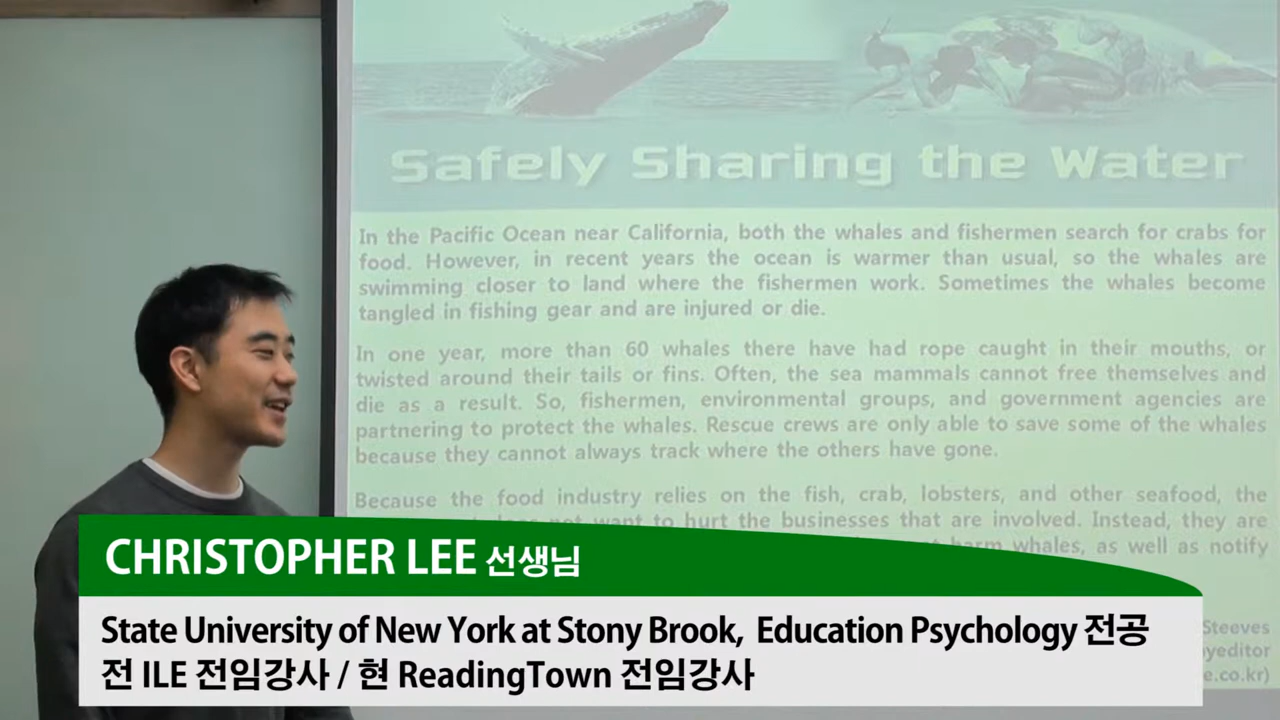 Safely Sharing the Water
In the Pacific Ocean near California, both the whales and fishermen search for crabs for
food. However, in recent years the ocean is warmer than usual, so the whales are
swimming closer to land where the fishermen work. Sometimes the whales become
tangled in fishing gear and are injured or die.
In one year, more than 60 whales there have had rope caught in their mouths, or
twisted around their tails or fins. Often, the sea mammals cannot free themselves and
die as a result. So, fishermen, environmental groups, and government agencies are
partnering to protect the whales. Rescue crews are only able to save some of the whales
because they cannot always track where the others have gone.
Because the food industry relies on the fish, crab, lobsters, and other seafood, the
not want to hurt the businesses that are involved. Instead, they are
harm whales, as well as notify
Steeves
e.co.kr)
CHRISTOPHER LEE 선생님
State University of New York at Stony Brook, Education Psychology 전공
전 ILE 전임강사 / 현 ReadingTown 전임강사